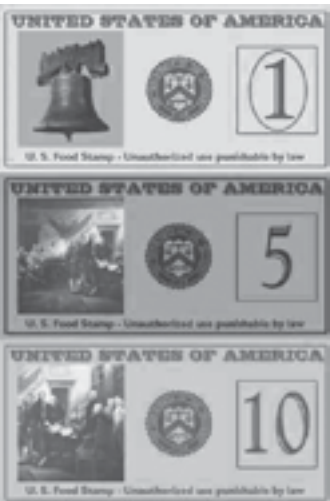 UNITED STATES OF AMERICA
1
U. S. Food Stamp - Unauthorized use punishable by law
UNITED STATES OF AMERICA
5
U. S. Food Stamp - Unauthorized use punishable by law
UNITED STATES OF AMERICA
10
U. S. Food Stamp - Unauthorized use punishable by law